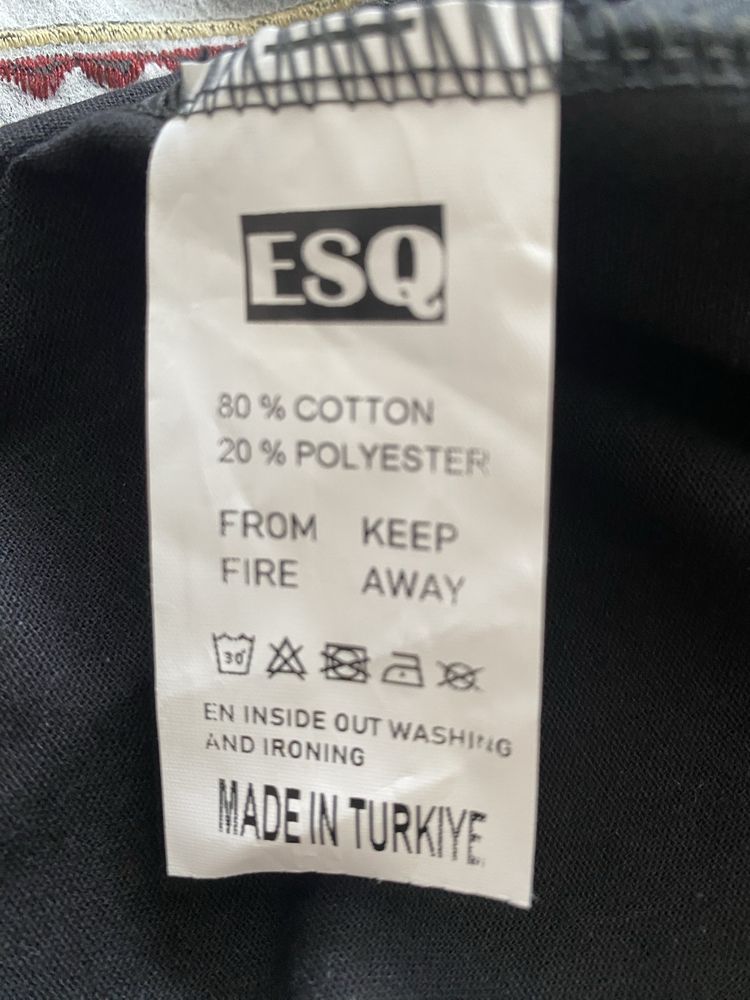 ESQ
80 % COTTON
20 % POLYESTER
FROM KEEP
FIRE AWAY
30°
EN INSIDE OUT WASHING
AND IRONING
MADE IN TURKIYE